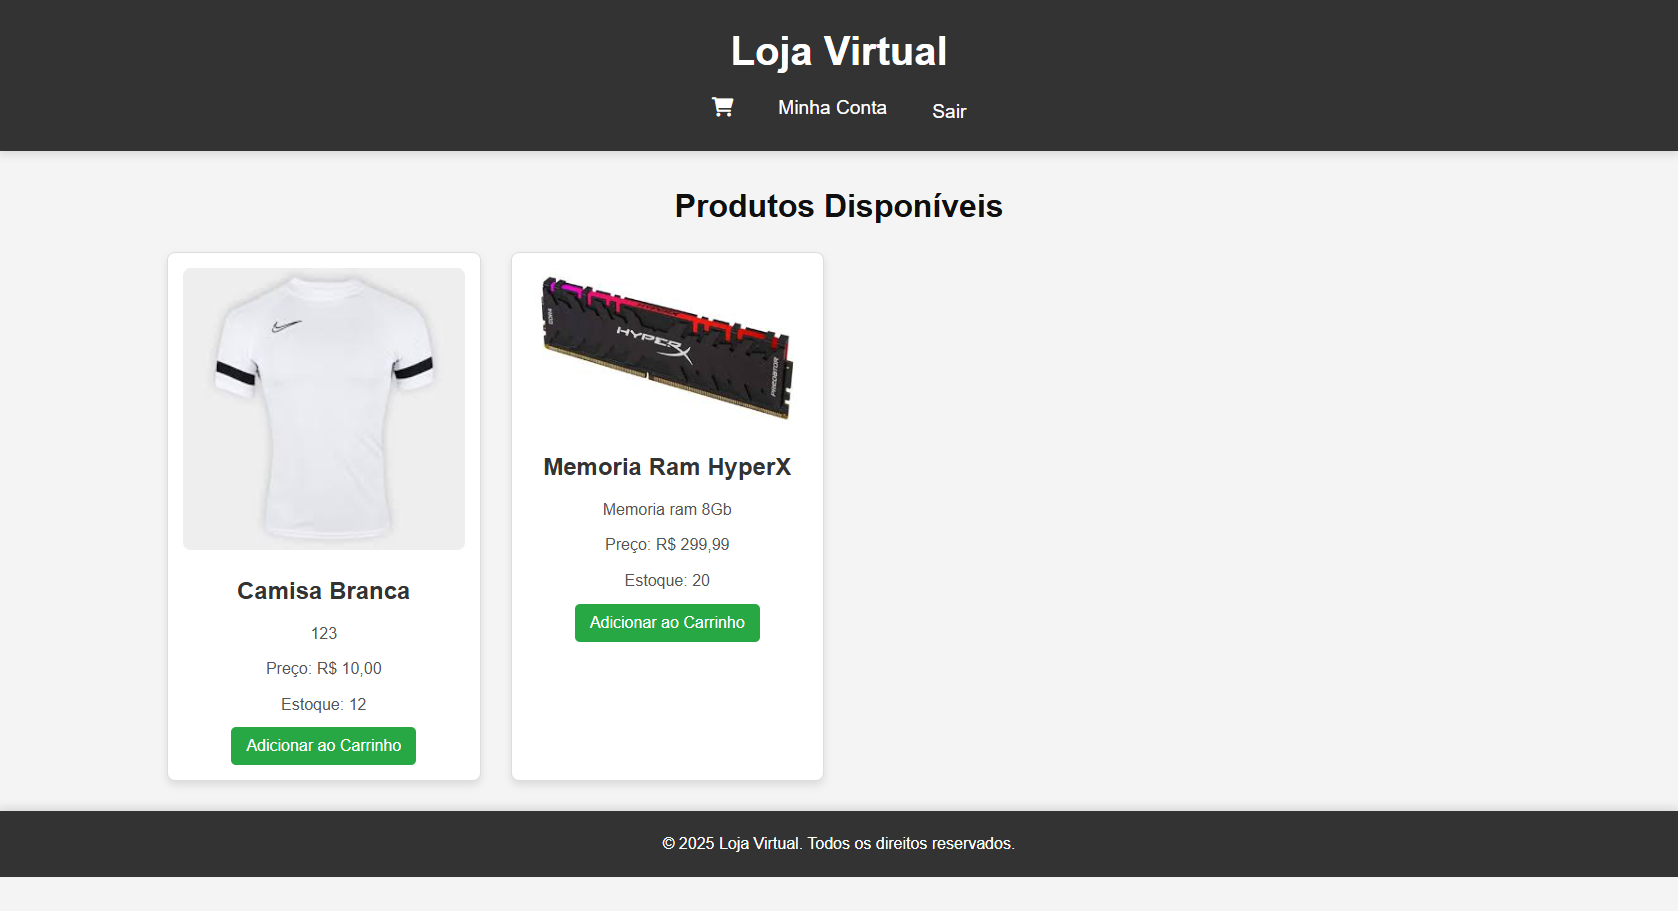 Loja Virtual
Minha Conta
Sair
Produtos Disponíveis
Camisa Branca
123
Preço: R$ 10,00
Estoque: 12
Adicionar ao Carrinho
DDR4
HYPERX
PREDATOR
Memoria Ram HyperX
Memoria ram 8Gb
Preço: R$ 299,99
Estoque: 20
Adicionar ao Carrinho
© 2025 Loja Virtual. Todos os direitos reservados.